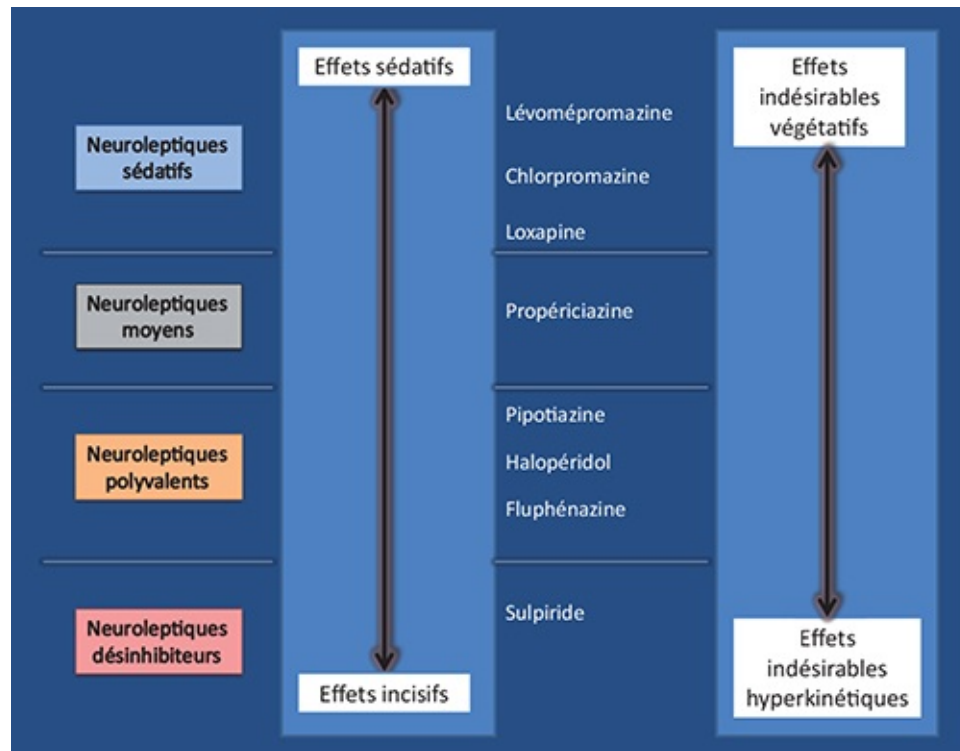 Effets sédatifs
Effets
indésirables
végétatifs
Neuroleptiques
sédatifs
Lévomépromazine
Chlorpromazine
Loxapine
Neuroleptiques
moyens
Propériciazine
Neuroleptiques
polyvalents
Pipotiazine
Halopéridol
Fluphénazine
Neuroleptiques
désinhibiteurs
Sulpiride
Effets incisifs
Effets
indésirables
hyperkinétiques